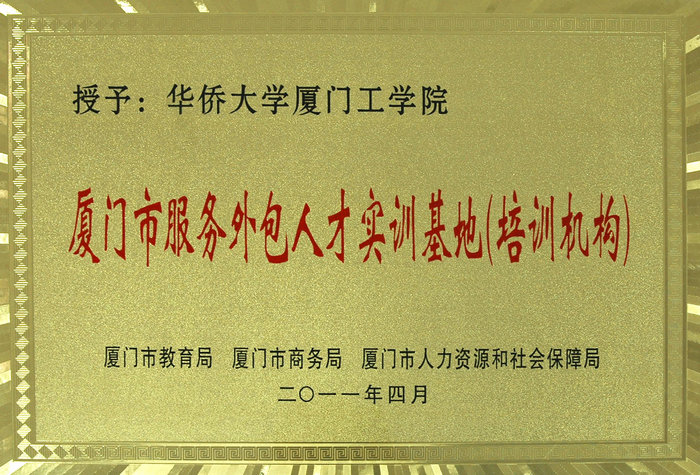 授予：华侨大学厦门工学院
厦门市服务外包人才实训基地(培训机构)
厦门市教育局 厦门市商务局 厦门市人力资源和社会保障局
二〇一一年四月